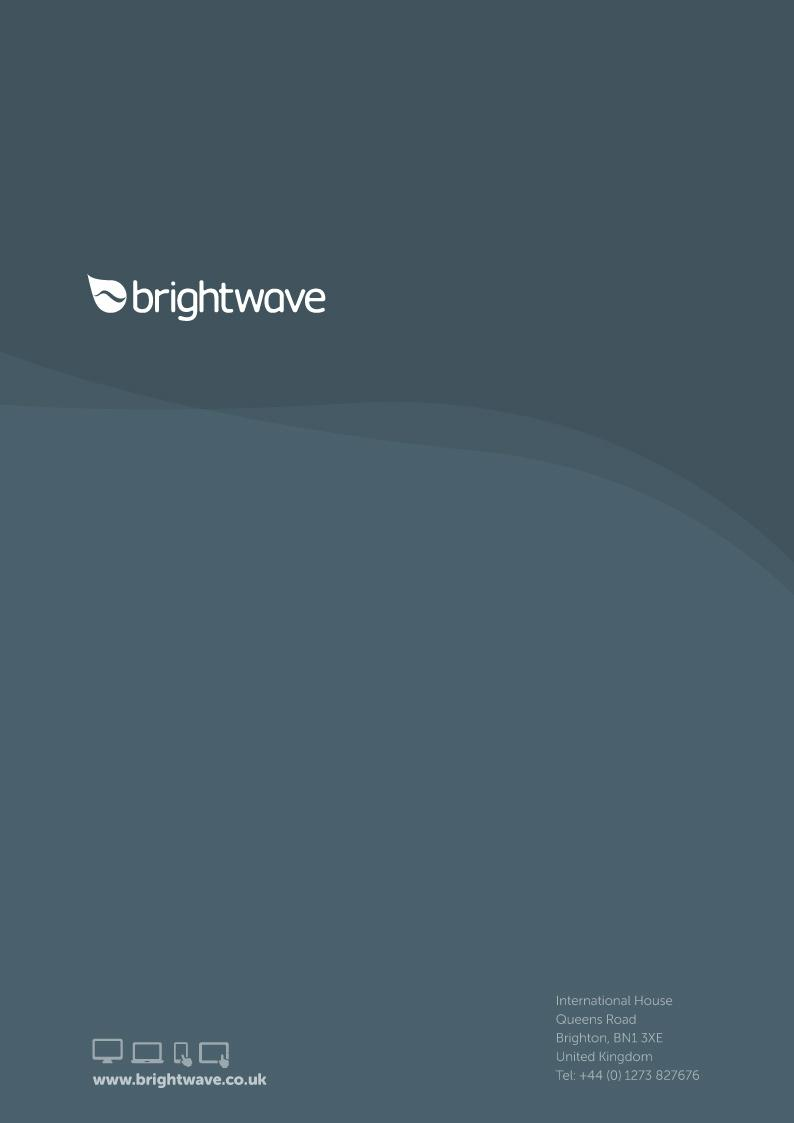 brightwave
www.brightwave.co.uk
International House
Queens Road
Brighton, BN1 3XE
United Kingdom
Tel: +44 (0) 1273 827676